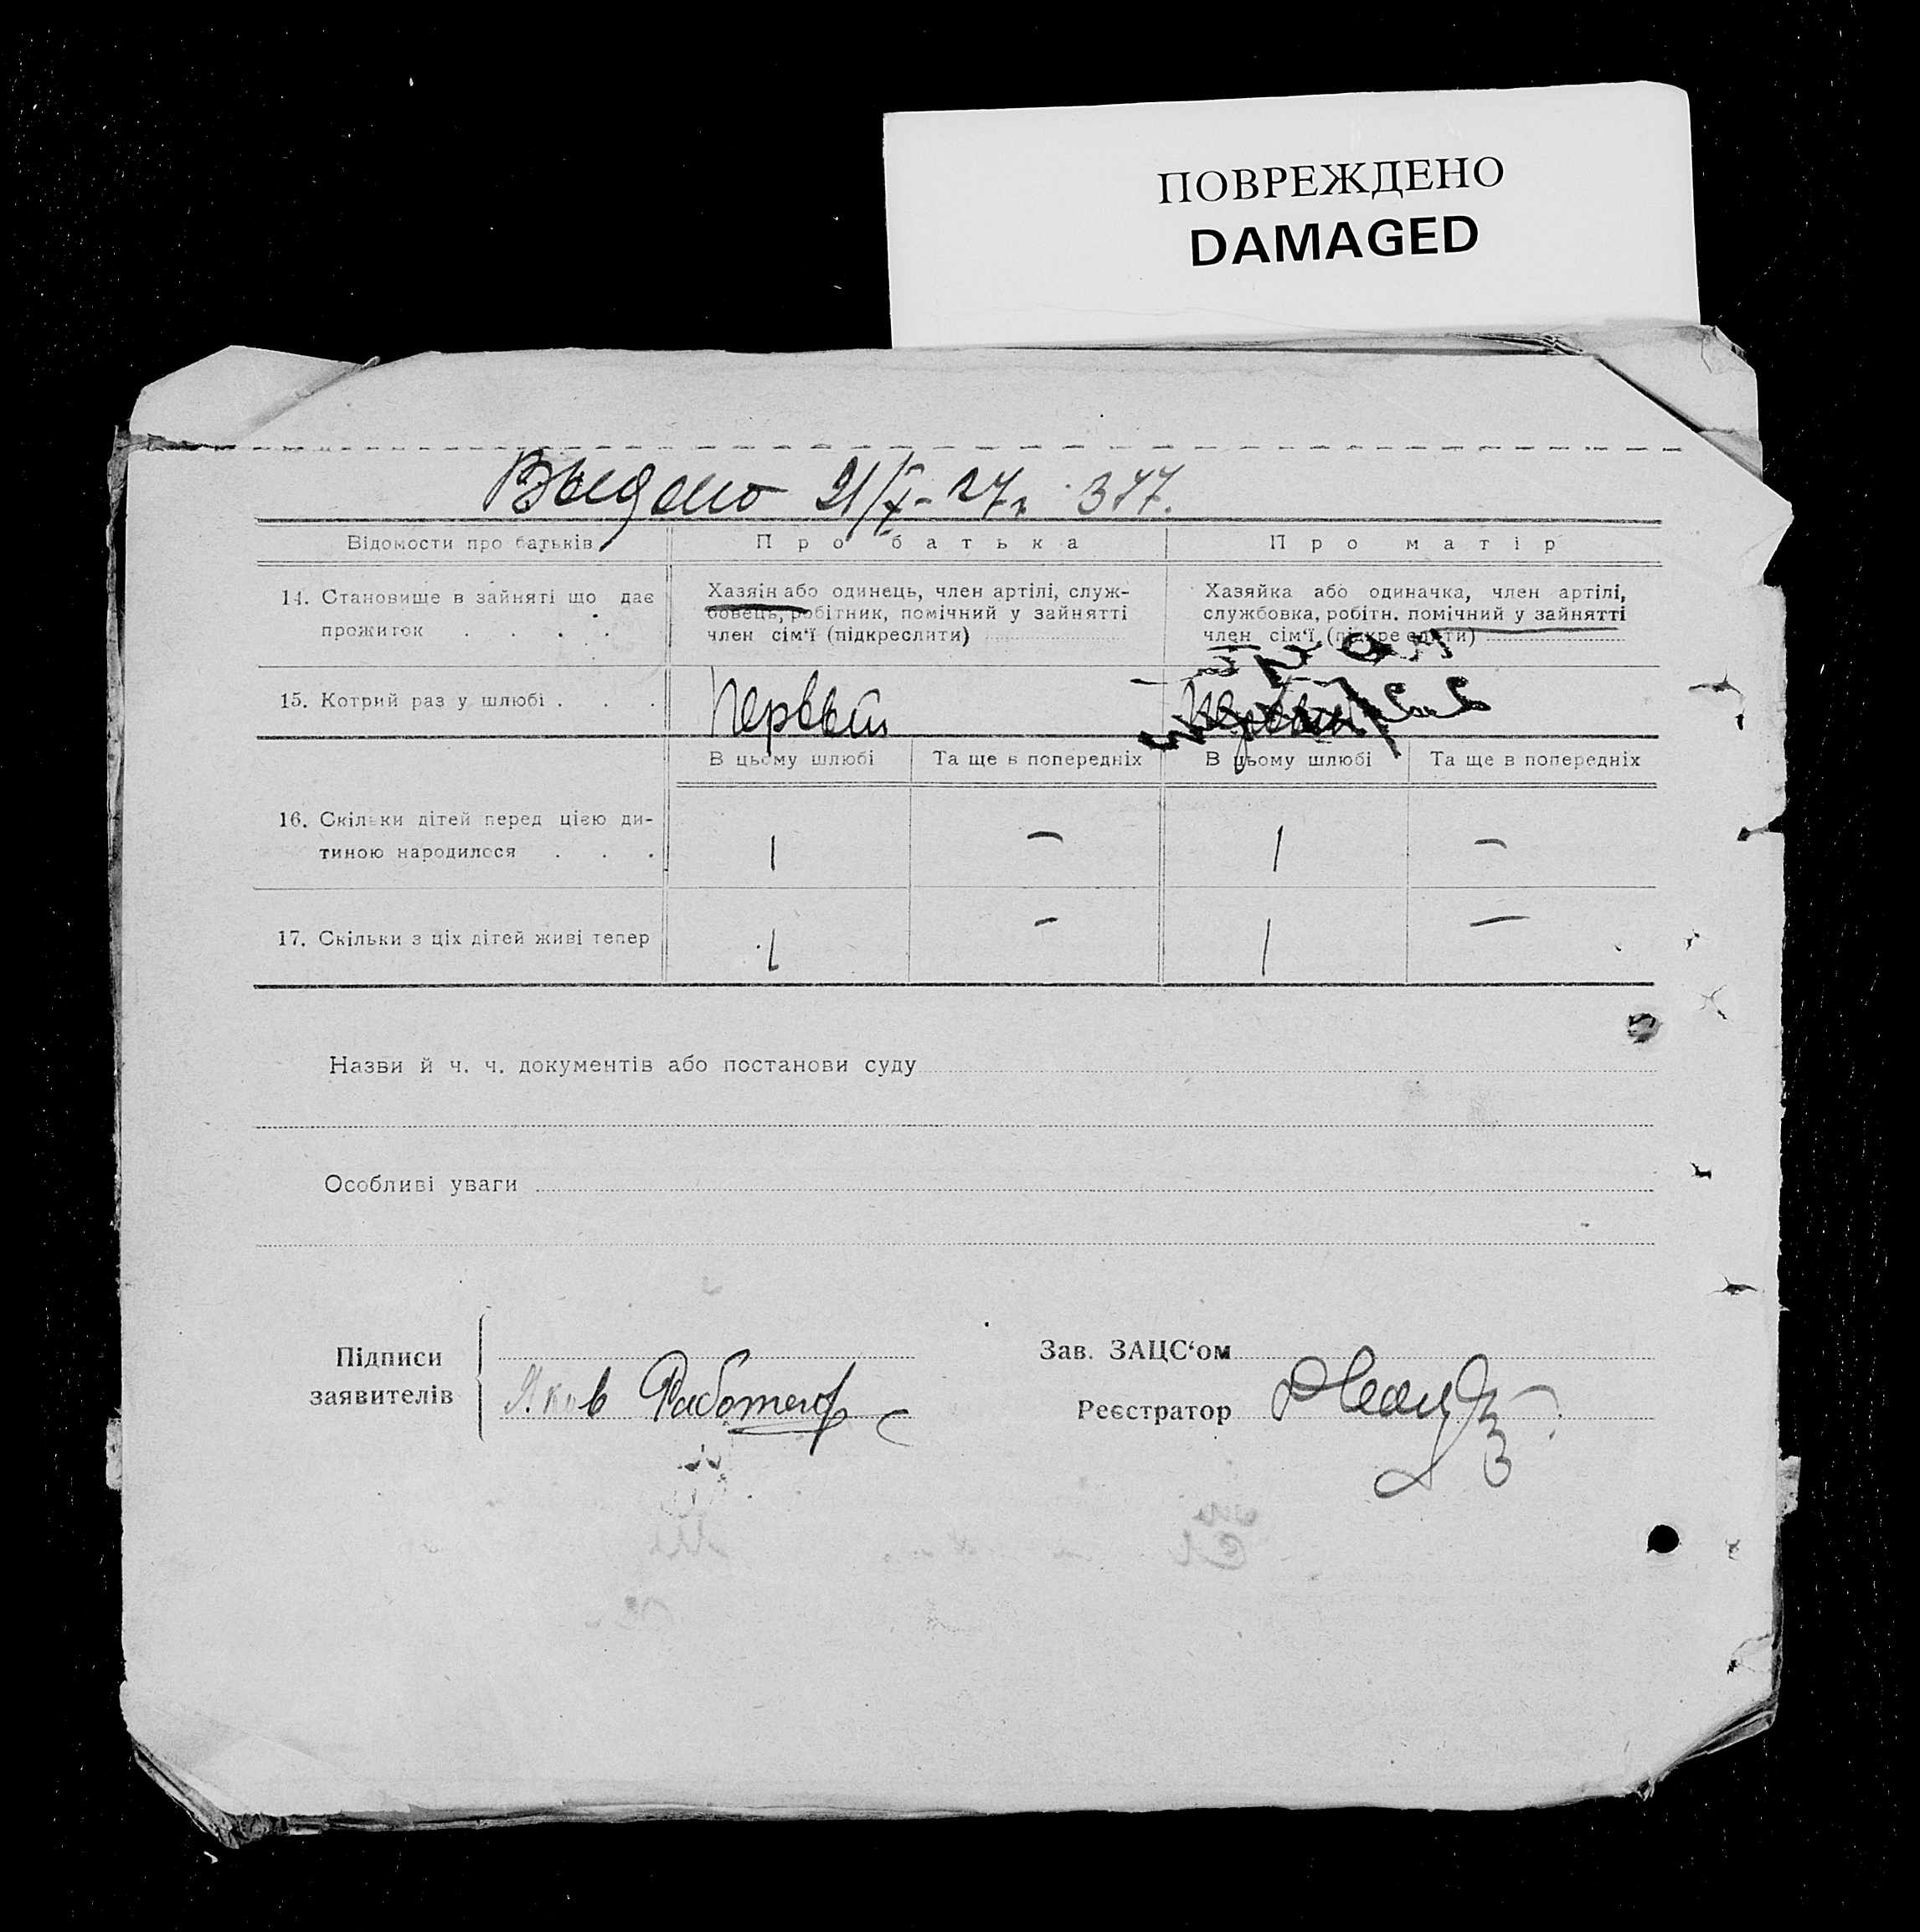 ПОВРЕЖДЕНО
DAMAGED
Выдано 21/X-27г. 377.
Відомости про батьків
Про батька
Про матір
14. Становище в зайняті що дає
прожиток . . . .
Хазяін або одинець, член артілі, служ-
бовець, робітник, помічний у зайнятті
член сім'ї (підкреслити)
Хазяйка або одиначка, член артілі,
службовка, робітн. помічний у зайнятті
член сім'ї (підкреслити)
15. Котрий раз у шлюбі . . .
Первый
В цьому шлюбі
Та ще в попередніх
В цьому шлюбі
Та ще в попередніх
16. Скільки дітей перед цією ди-
тиною народилося . . .
1 — 1 —
17. Скільки з ціх дітей живі тепер
1 — 1 —
Назви й ч. ч. документів або постанови суду
Особливі уваги
Підписи
заявителів
Яков
Зав. ЗАЦС'ом
Реєстратор